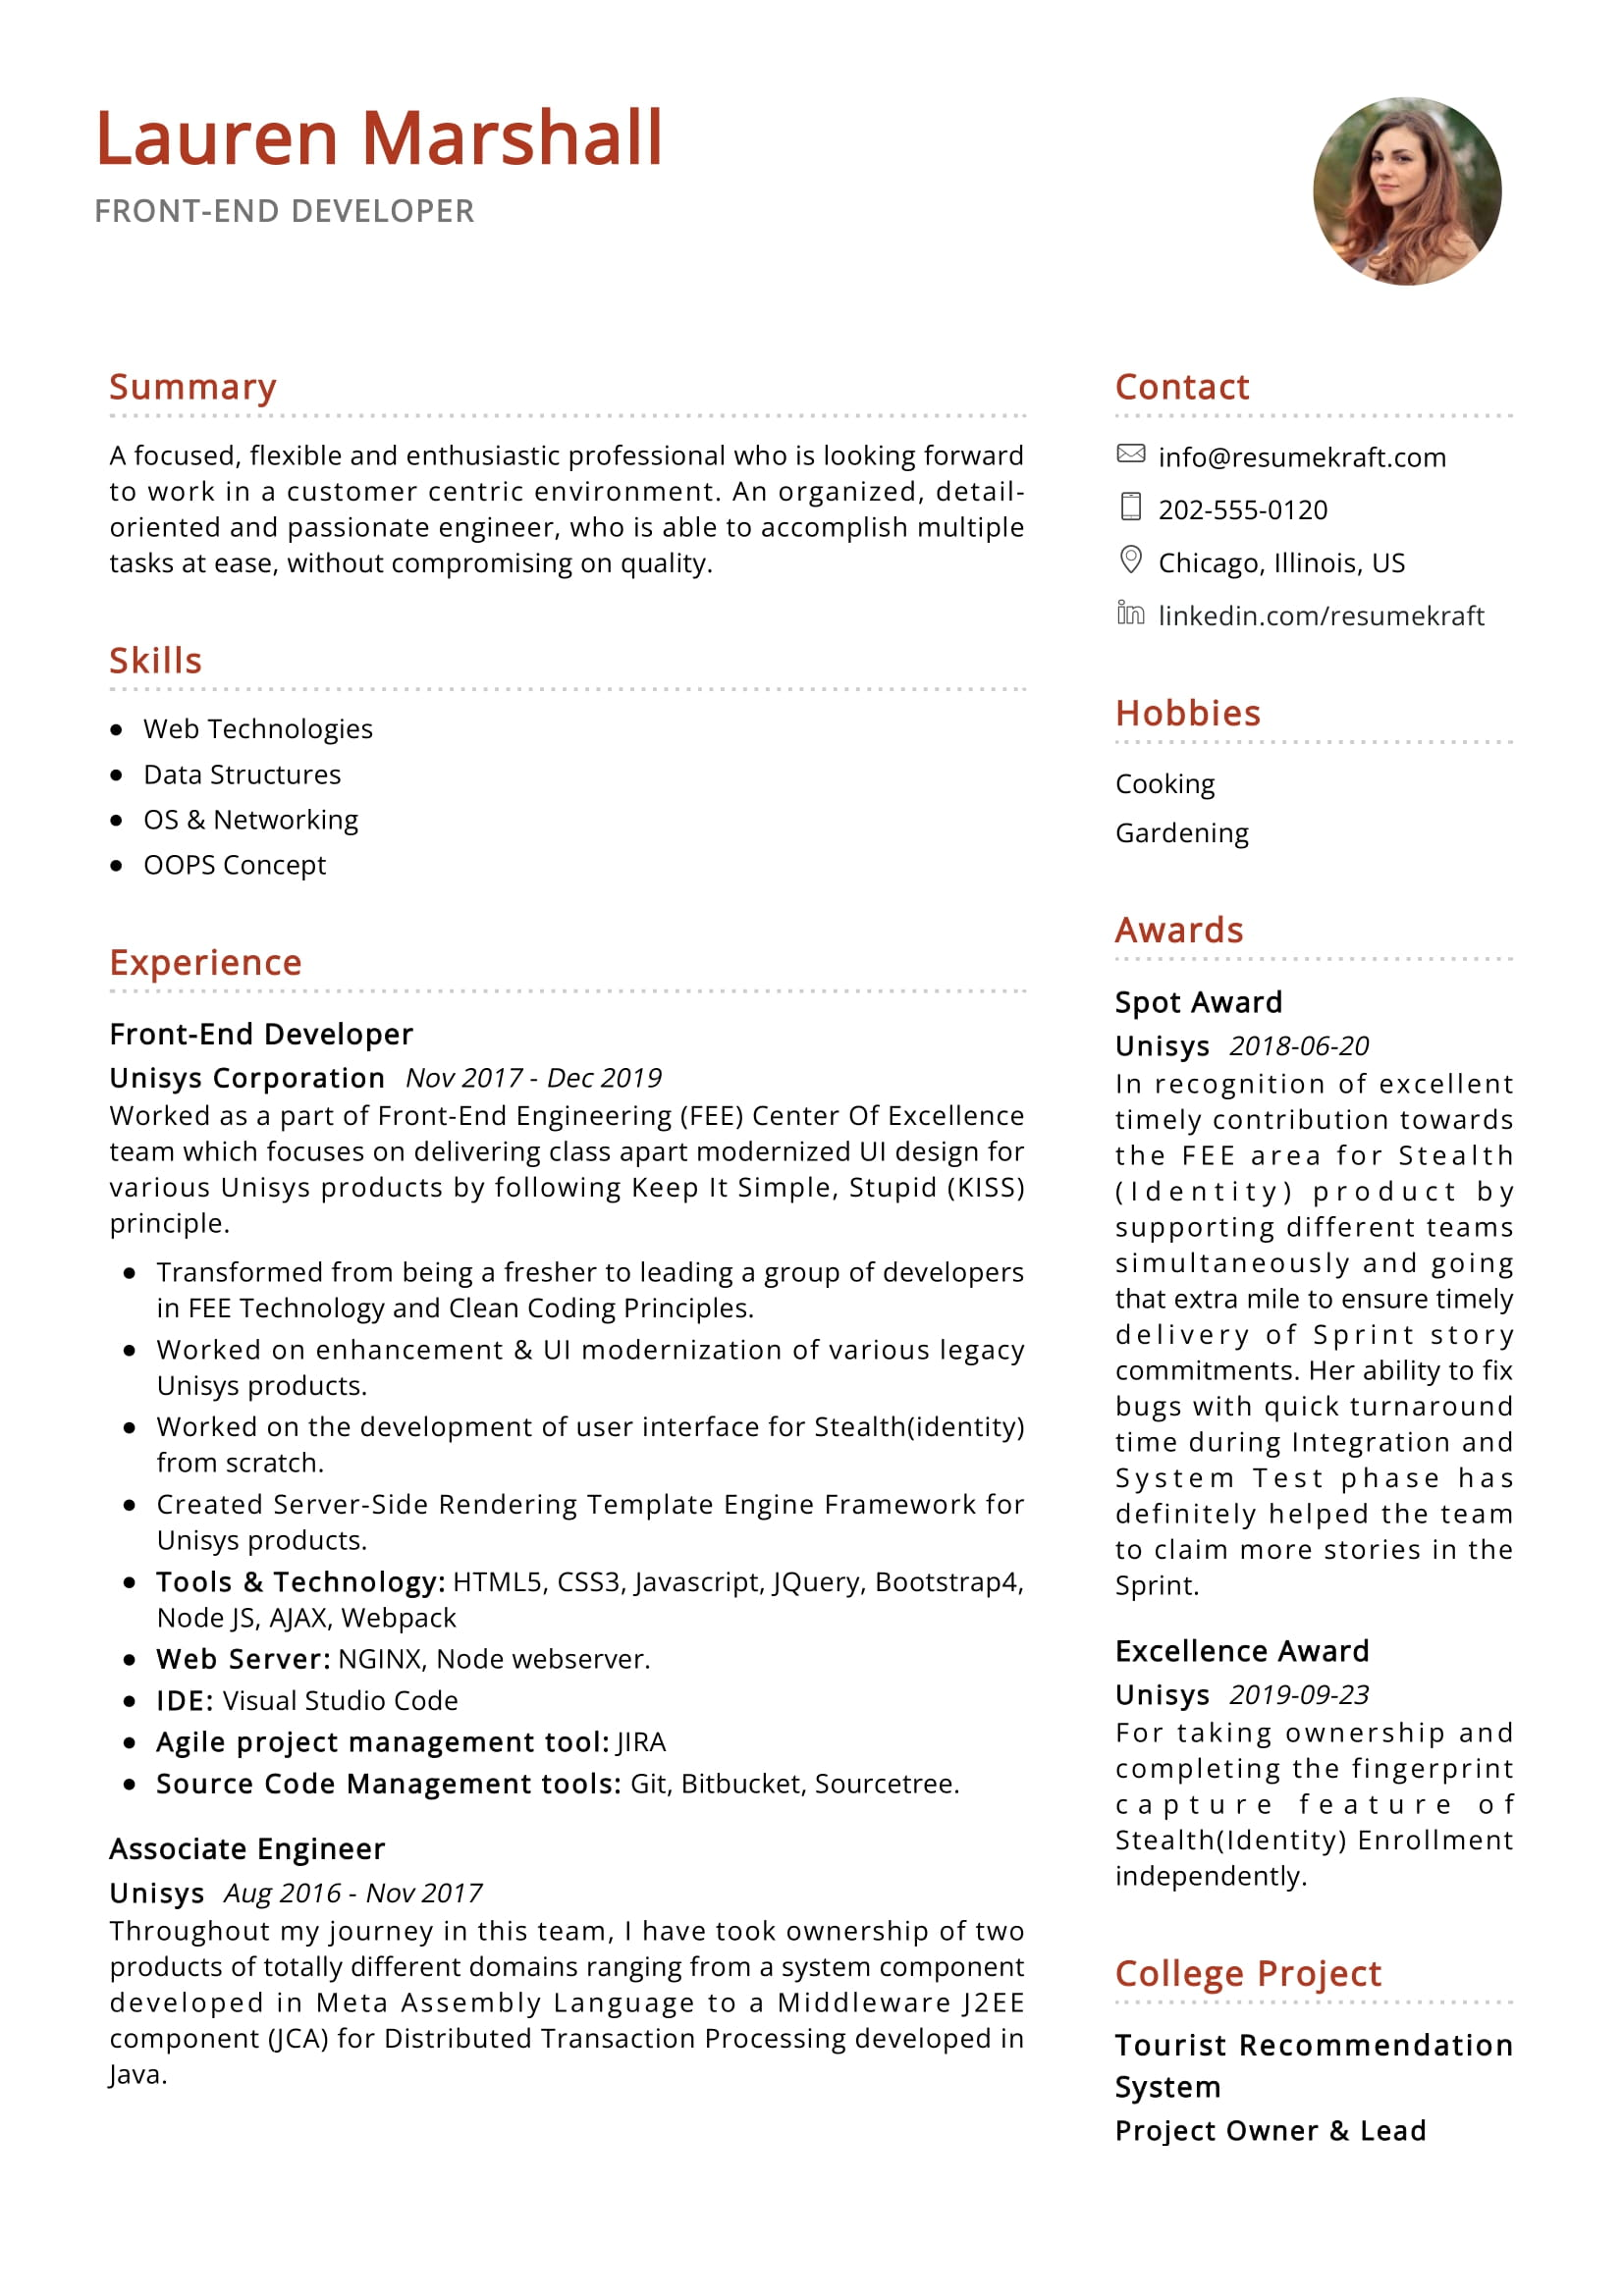 Lauren Marshall
FRONT-END DEVELOPER
Summary
A focused, flexible and enthusiastic professional who is looking forward
to work in a customer centric environment. An organized, detail-
oriented and passionate engineer, who is able to accomplish multiple
tasks at ease, without compromising on quality.
Skills
● Web Technologies
● Data Structures
● OS & Networking
● OOPS Concept
Experience
Front-End Developer
Unisys Corporation Nov 2017 - Dec 2019
Worked as a part of Front-End Engineering (FEE) Center Of Excellence
team which focuses on delivering class apart modernized UI design for
various Unisys products by following Keep It Simple, Stupid (KISS)
principle.
● Transformed from being a fresher to leading a group of developers
in FEE Technology and Clean Coding Principles.
● Worked on enhancement & UI modernization of various legacy
Unisys products.
● Worked on the development of user interface for Stealth(identity)
from scratch.
● Created Server-Side Rendering Template Engine Framework for
Unisys products.
● Tools & Technology: HTML5, CSS3, Javascript, JQuery, Bootstrap4,
Node JS, AJAX, Webpack
● Web Server: NGINX, Node webserver.
● IDE: Visual Studio Code
● Agile project management tool: JIRA
● Source Code Management tools: Git, Bitbucket, Sourcetree.
Associate Engineer
Unisys Aug 2016 - Nov 2017
Throughout my journey in this team, I have took ownership of two
products of totally different domains ranging from a system component
developed in Meta Assembly Language to a Middleware J2EE
component (JCA) for Distributed Transaction Processing developed in
Java.
Contact
info@resumekraft.com
202-555-0120
Chicago, Illinois, US
in linkedin.com/resumekraft
Hobbies
Cooking
Gardening
Awards
Spot Award
Unisys 2018-06-20
In recognition of excellent
timely contribution towards
the FEE area for Stealth
(Identity) product by
supporting different teams
simultaneously and going
that extra mile to ensure timely
delivery of Sprint story
commitments. Her ability to fix
bugs with quick turnaround
time during Integration and
System Test phase has
definitely helped the team
to claim more stories in the
Sprint.
Excellence Award
Unisys 2019-09-23
For taking ownership and
completing the fingerprint
capture feature of
Stealth(Identity) Enrollment
independently.
College Project
Tourist Recommendation
System
Project Owner & Lead